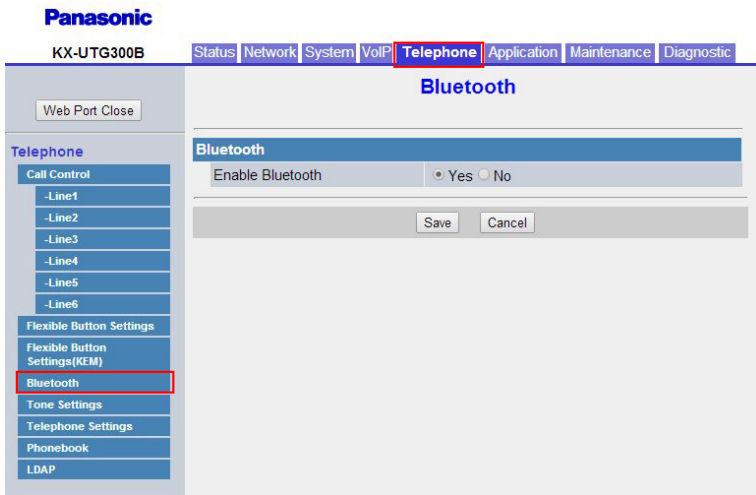 Panasonic
KX-UTG300B
Status Network System VoIP Telephone Application Maintenance Diagnostic
Web Port Close
Bluetooth
Telephone
Call Control
-Line1
-Line2
-Line3
-Line4
-Line5
-Line6
Flexible Button Settings
Flexible Button
Settings(KEM)
Bluetooth
Tone Settings
Telephone Settings
Phonebook
LDAP
Bluetooth
Enable Bluetooth Yes No
Save Cancel